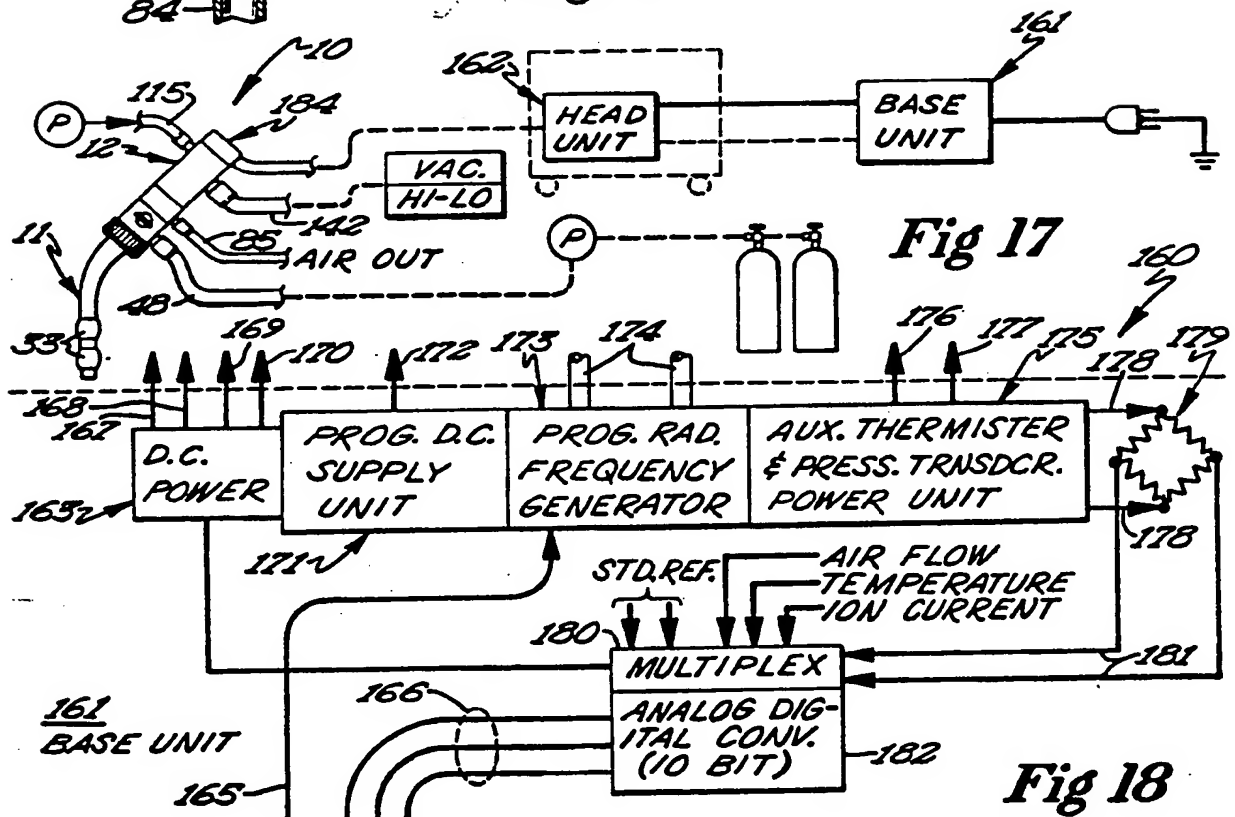 84
10
161
162
115
184
P
12
HEAD
UNIT
BASE
UNIT
VAC.
HI-LO
142
11
85
AIR OUT
P
Fig 17
160
48
33
169
170
172
173
174
176
177
175
178
179
168
167
D.C.
POWER
PROG. D.C.
SUPPLY
UNIT
PROG. RAD.
FREQUENCY
GENERATOR
AUX. THERMISTER
& PRESS. TRNSDCR.
POWER UNIT
163
178
171
STD. REF.
AIR FLOW
TEMPERATURE
ION CURRENT
180
MULTIPLEX
181
166
161
BASE UNIT
ANALOG DIG-
ITAL CONV.
(10 BIT)
182
165
Fig 18